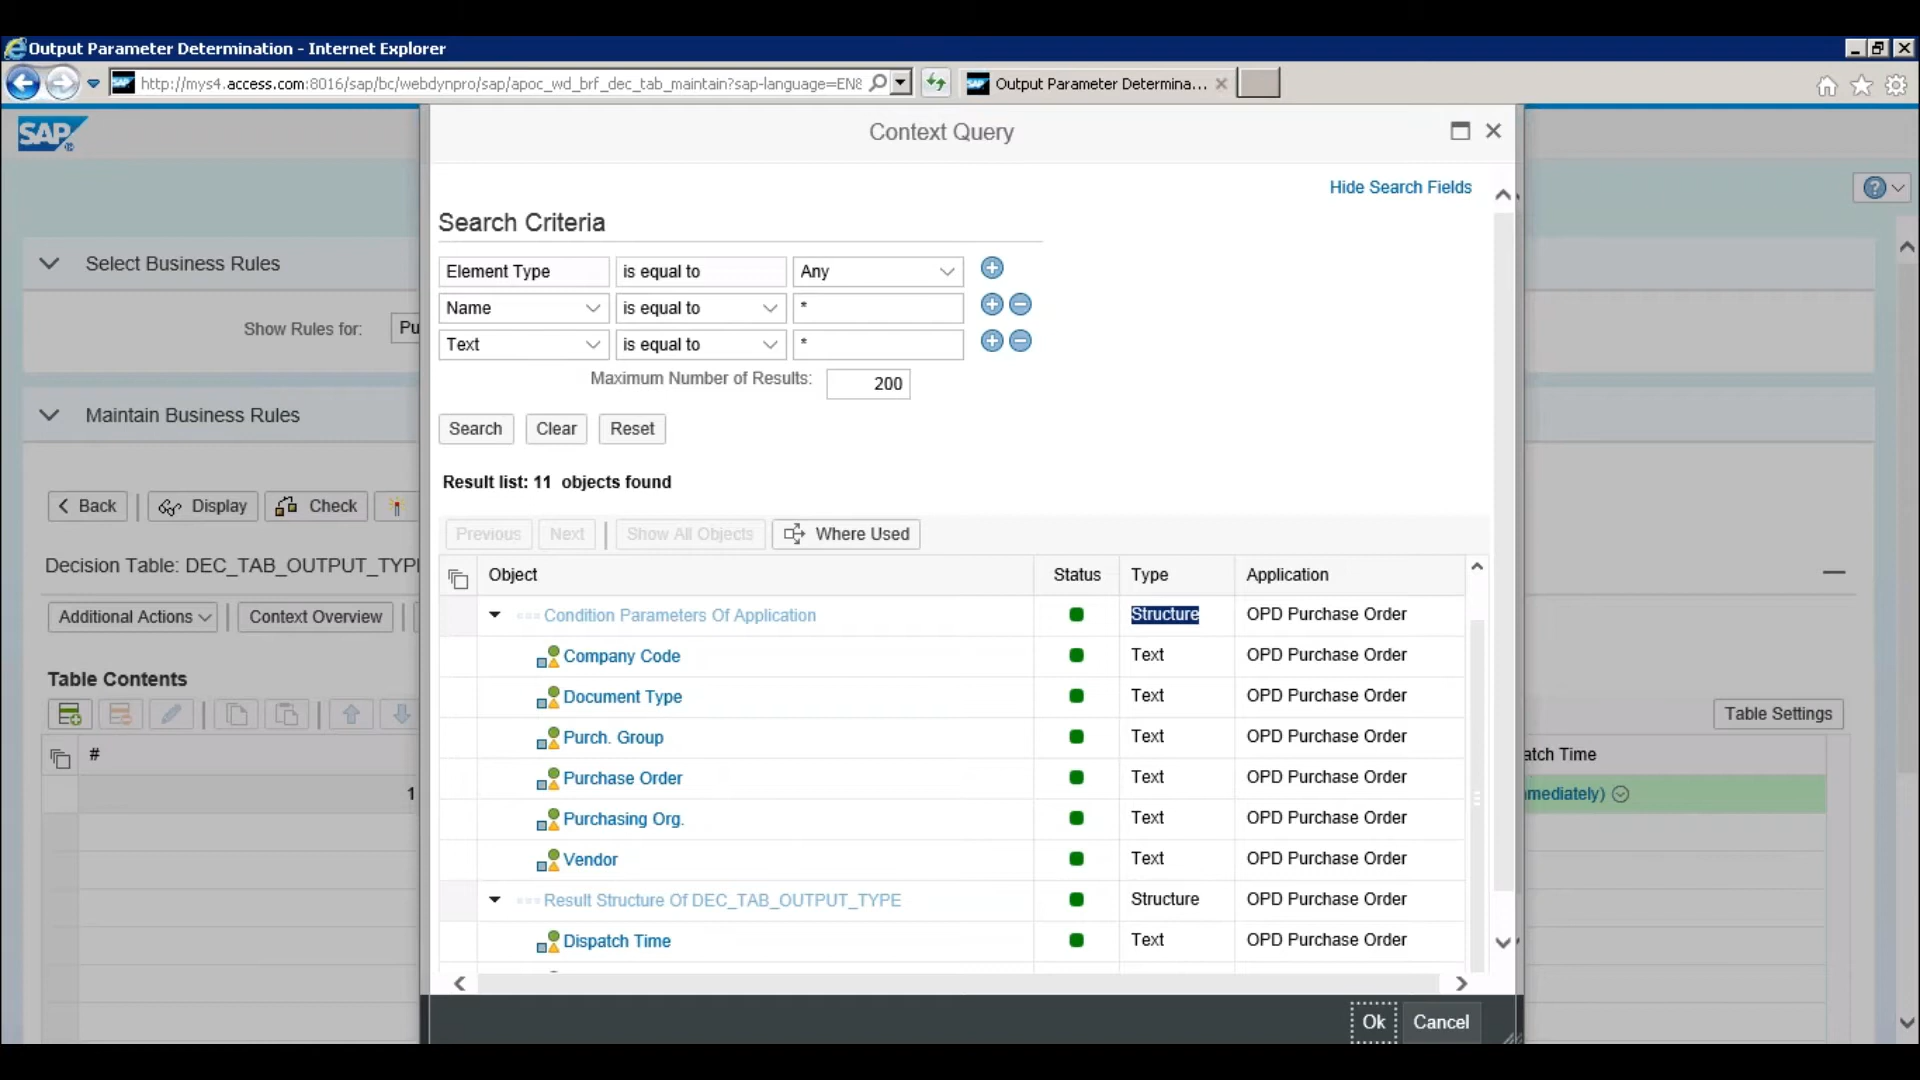 Output Parameter Determination - Internet Explorer
http://mys4.access.com:8016/sap/bc/webdynpro/sap/apoc_wd_brf_dec_tab_maintain?sap-language=EN&
Output Parameter Determina...
SAP
Context Query
Hide Search Fields
Search Criteria
Element Type is equal to Any
Name is equal to *
Text is equal to *
Maximum Number of Results: 200
Search Clear Reset
Result list: 11 objects found
Previous Next Show All Objects Where Used
Object Status Type Application
Condition Parameters Of Application Structure OPD Purchase Order
Company Code Text OPD Purchase Order
Document Type Text OPD Purchase Order
Purch. Group Text OPD Purchase Order
Purchase Order Text OPD Purchase Order
Purchasing Org. Text OPD Purchase Order
Vendor Text OPD Purchase Order
Result Structure Of DEC_TAB_OUTPUT_TYPE Structure OPD Purchase Order
Dispatch Time Text OPD Purchase Order
Ok Cancel
Select Business Rules
Show Rules for: Pu
Maintain Business Rules
Back Display Check
Decision Table: DEC_TAB_OUTPUT_TYPE
Additional Actions Context Overview
Table Contents
Table Settings
#
atch Time
1
mediately)